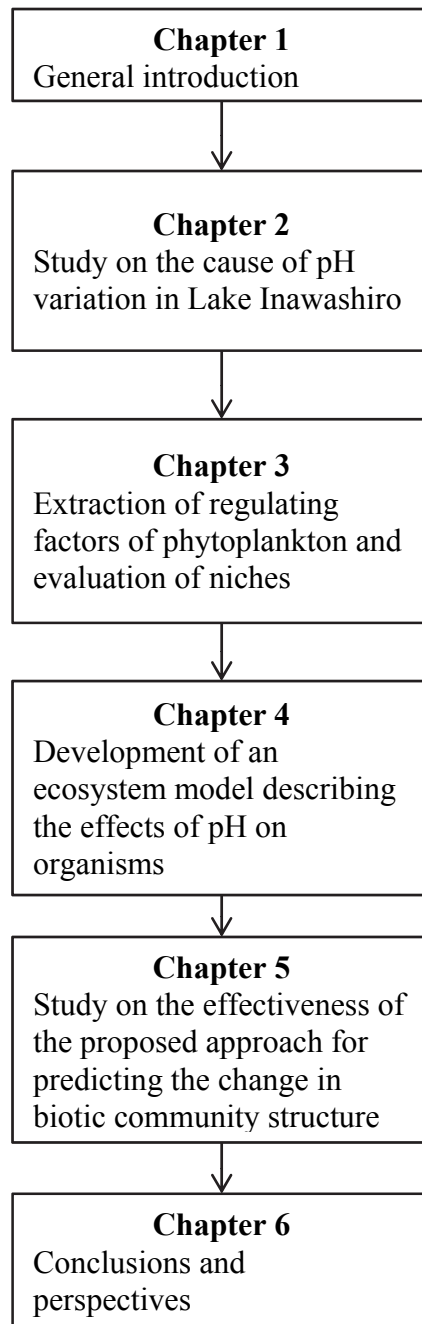 Chapter 1
General introduction
Chapter 2
Study on the cause of pH
variation in Lake Inawashiro
Chapter 3
Extraction of regulating
factors of phytoplankton and
evaluation of niches
Chapter 4
Development of an
ecosystem model describing
the effects of pH on
organisms
Chapter 5
Study on the effectiveness of
the proposed approach for
predicting the change in
biotic community structure
Chapter 6
Conclusions and
perspectives